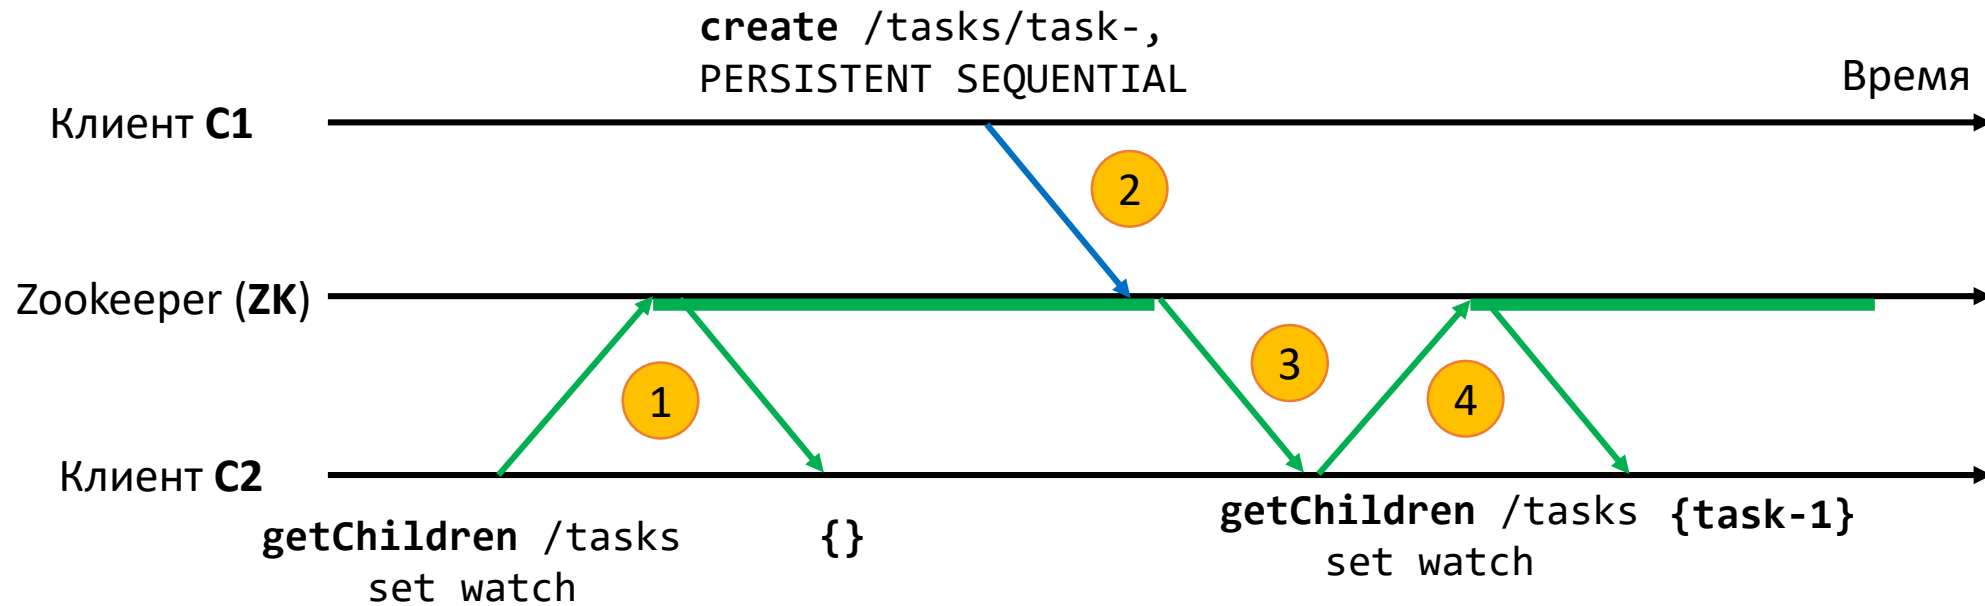 create /tasks/task-,
PERSISTENT SEQUENTIAL
Время
Клиент C1
2
Zookeeper (ZK)
1
3
4
Клиент C2
getChildren /tasks
set watch
{}
getChildren /tasks
set watch
{task-1}